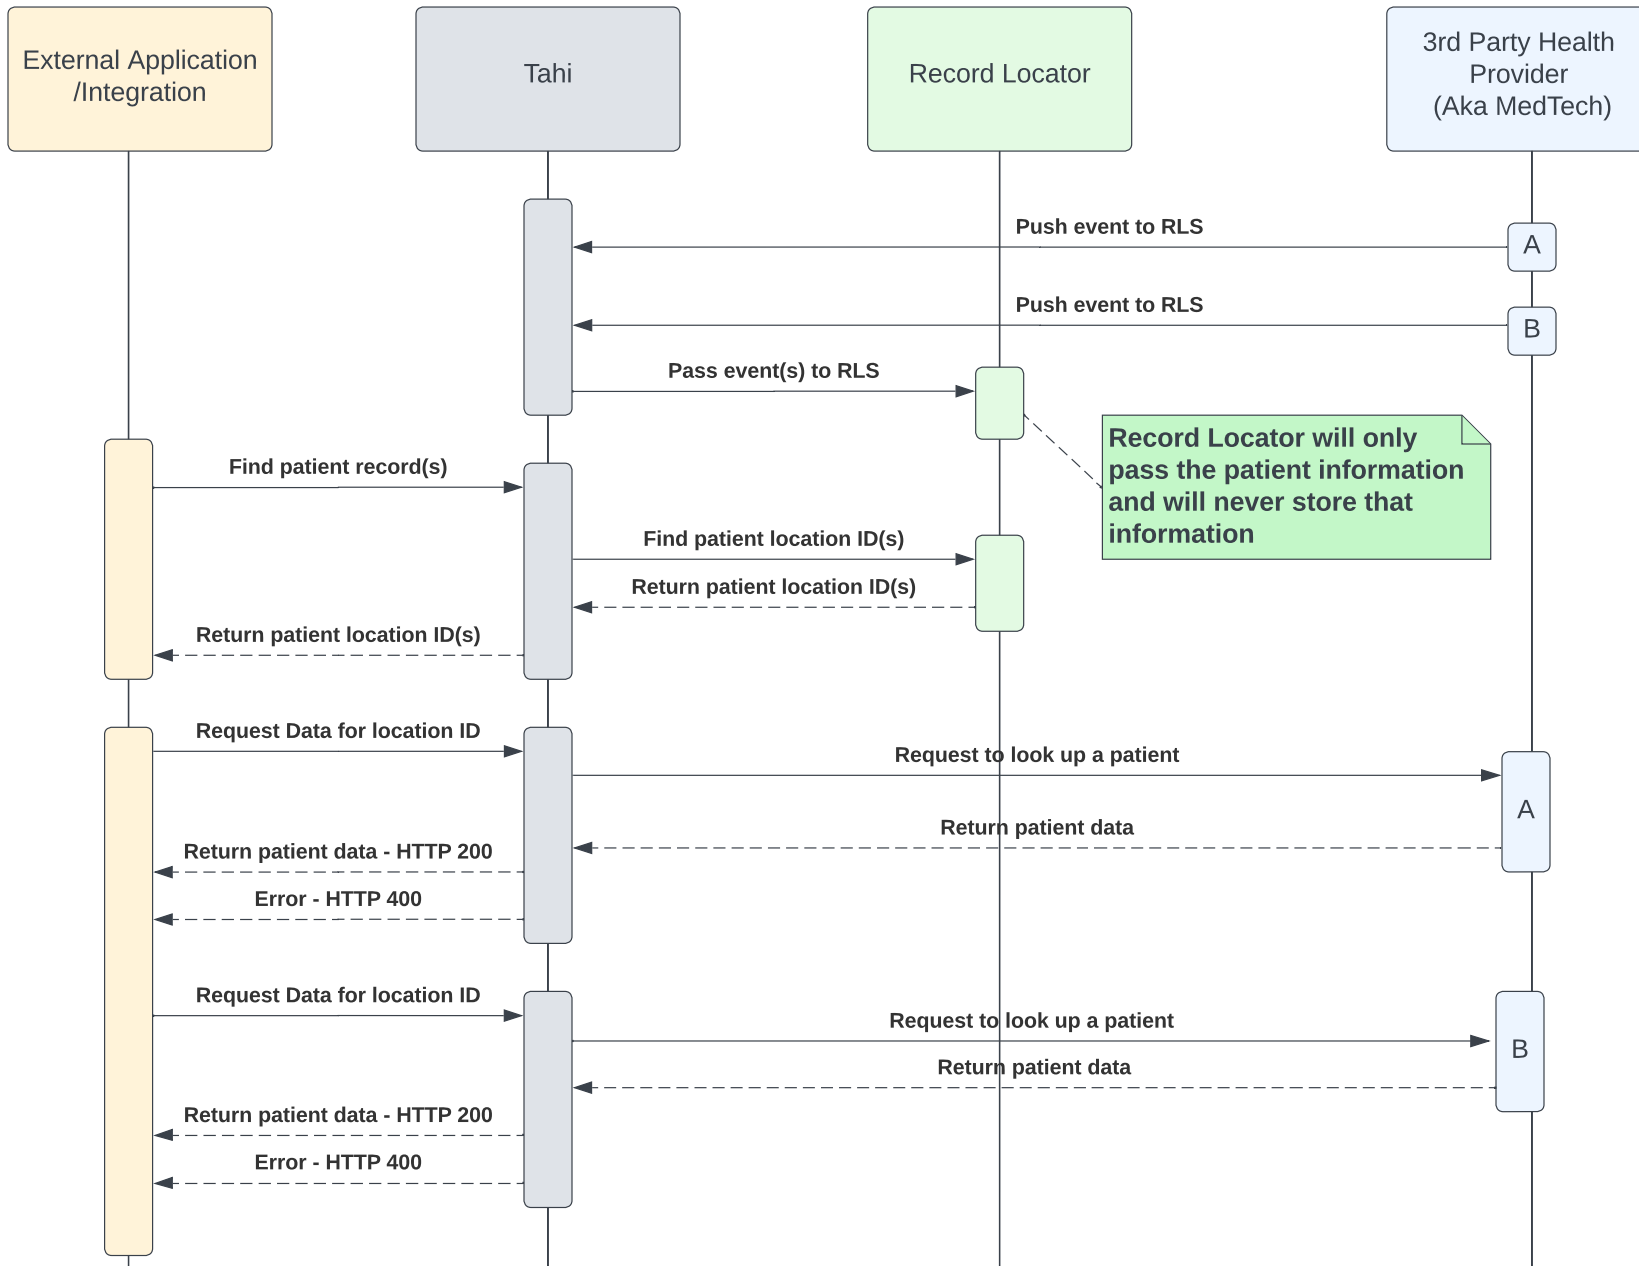 External Application
/Integration
Tahi
Record Locator
3rd Party Health
Provider
(Aka MedTech)
Push event to RLS
A
Push event to RLS
B
Pass event(s) to RLS
Record Locator will only
pass the patient information
and will never store that
information
Find patient record(s)
Find patient location ID(s)
Return patient location ID(s)
Return patient location ID(s)
Request Data for location ID
Request to look up a patient
A
Return patient data
Return patient data - HTTP 200
Error - HTTP 400
Request Data for location ID
Request to look up a patient
B
Return patient data
Return patient data - HTTP 200
Error - HTTP 400